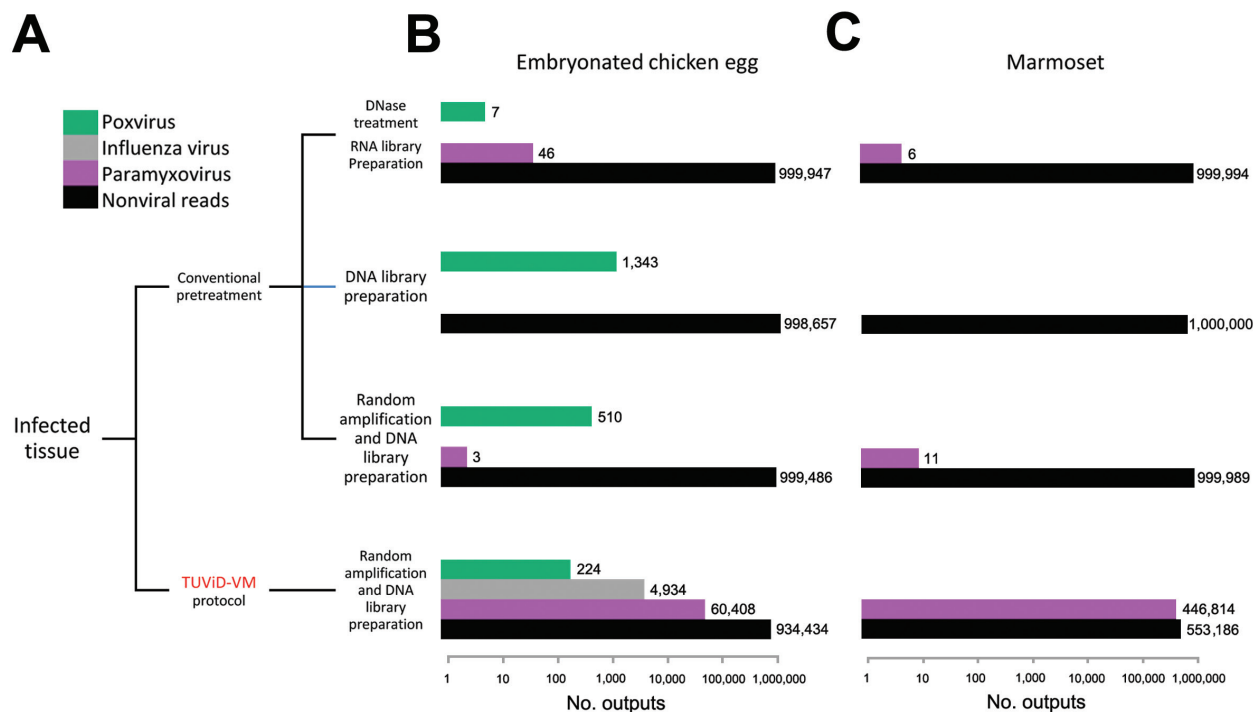 A
B
C
Embryonated chicken egg
Marmoset
Poxvirus
Influenza virus
Paramyxovirus
Nonviral reads
DNase
treatment
RNA library
Preparation
7
46
999,947
6
999,994
Conventional
pretreatment
DNA library
preparation
1,343
998,657
1,000,000
Random
amplification
and DNA
library
preparation
510
3
999,486
11
999,989
Infected
tissue
TUViD-VM
protocol
Random
amplification
and DNA
library
preparation
224
4,934
60,408
934,434
446,814
553,186
1 10 100 1,000 10,000 100,000 1,000,000
No. outputs
1 10 100 1,000 10,000 100,000 1,000,000
No. outputs